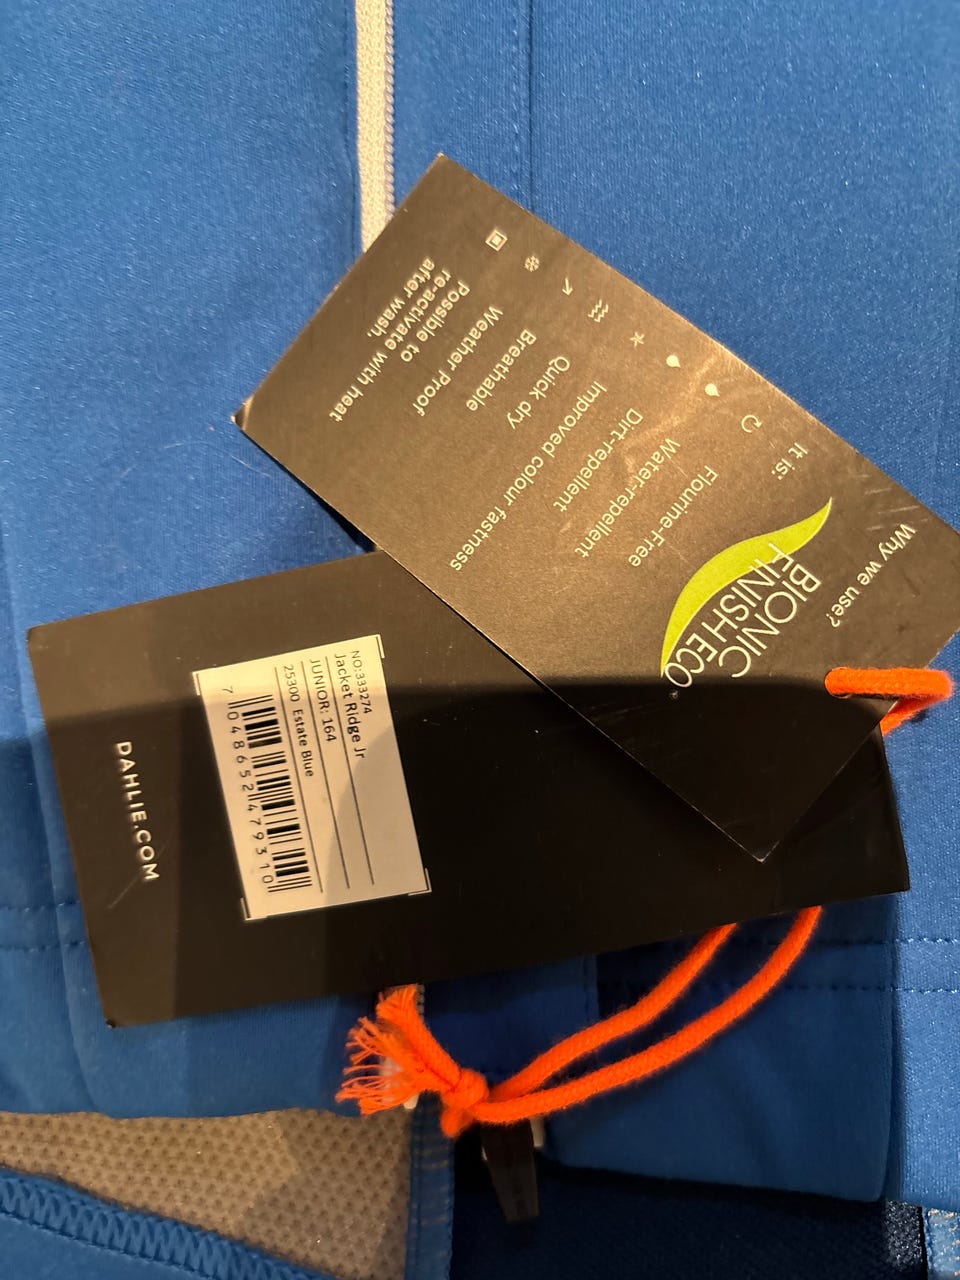 Why we use?
BIONIC
FINISH ECO®
It is:
Flourine-Free
Water-repellent
Dirt-repellent
Improved colour fastness
Quick dry
Breathable
Weather Proof
Possible to
re-activate with heat
after wash.
NO:333274
Jacket Ridge Jr
JUNIOR: 164
25300 Estate Blue
7 048652 479310
DAHLIE.COM